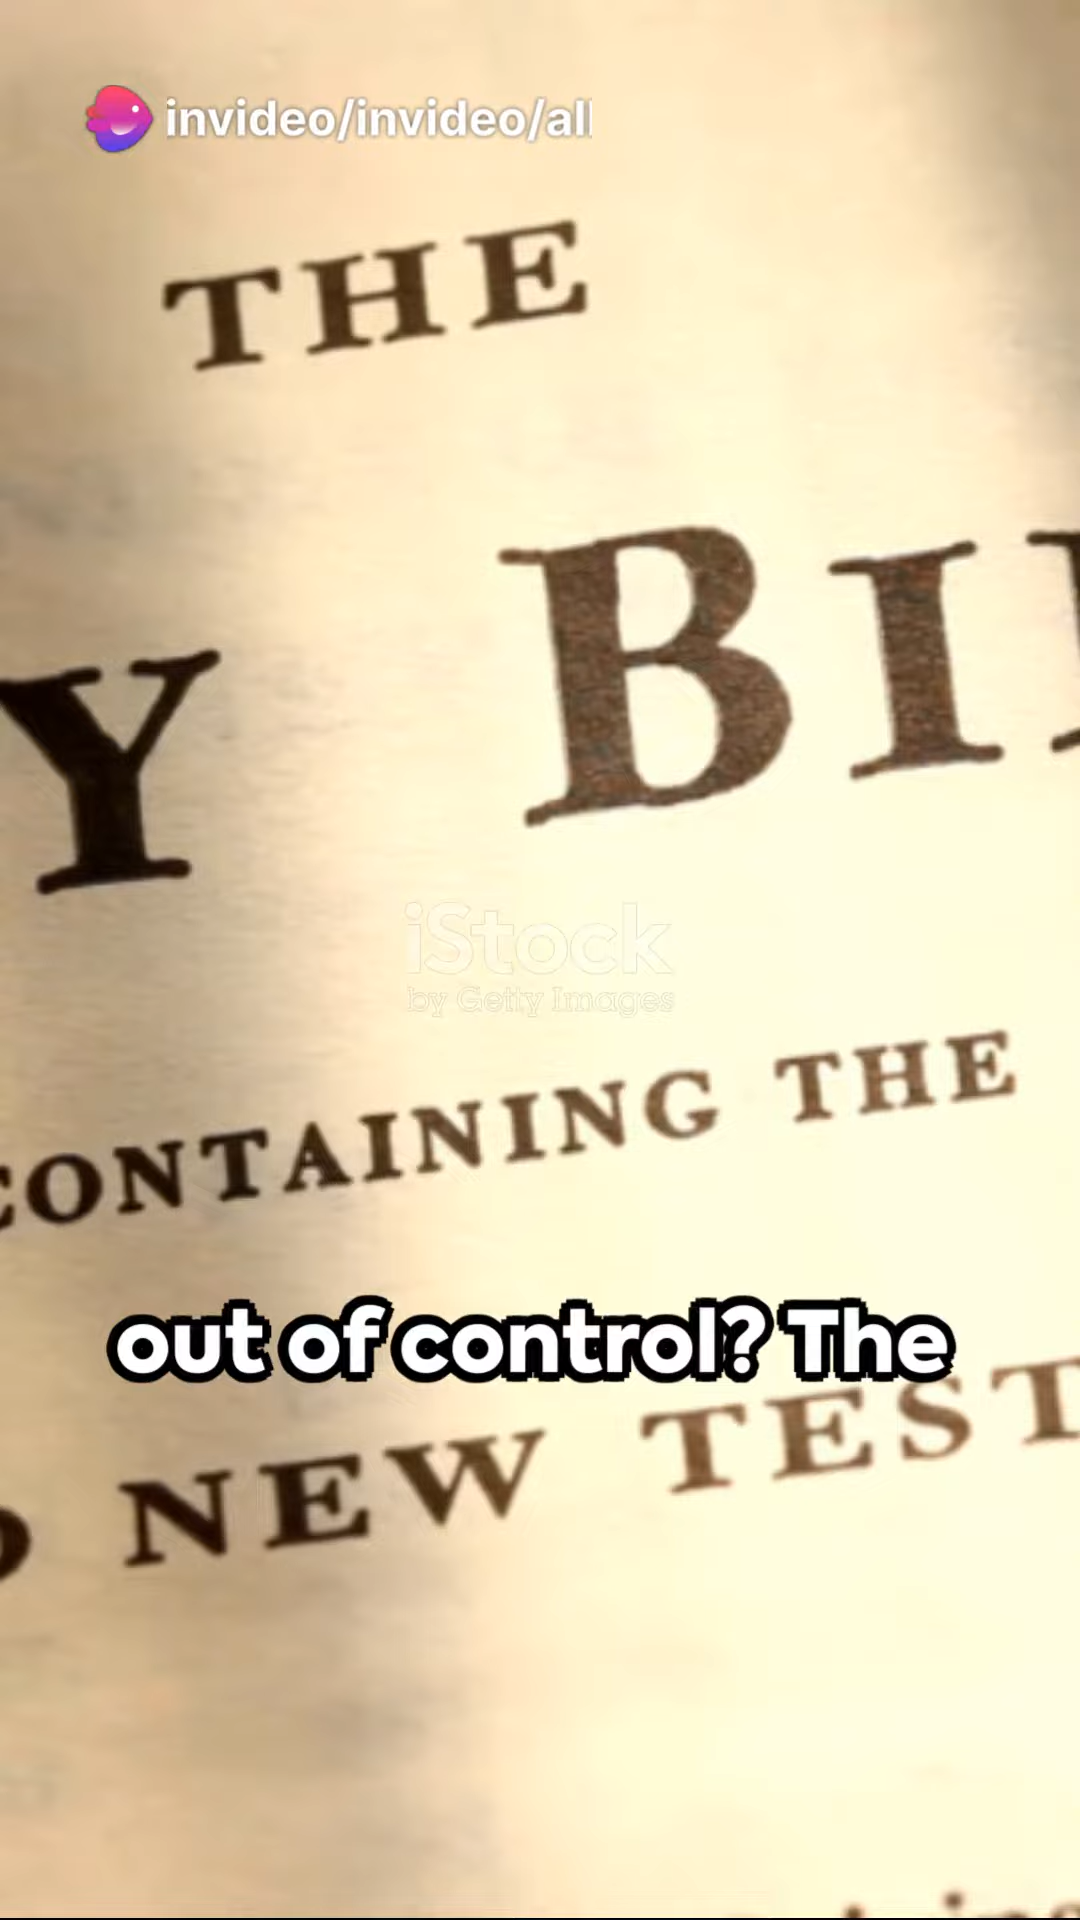 invideo/invideo/al
THE
Y BI
iStock
by Getty Images
CONTAINING THE
out of control? The
NEW TEST